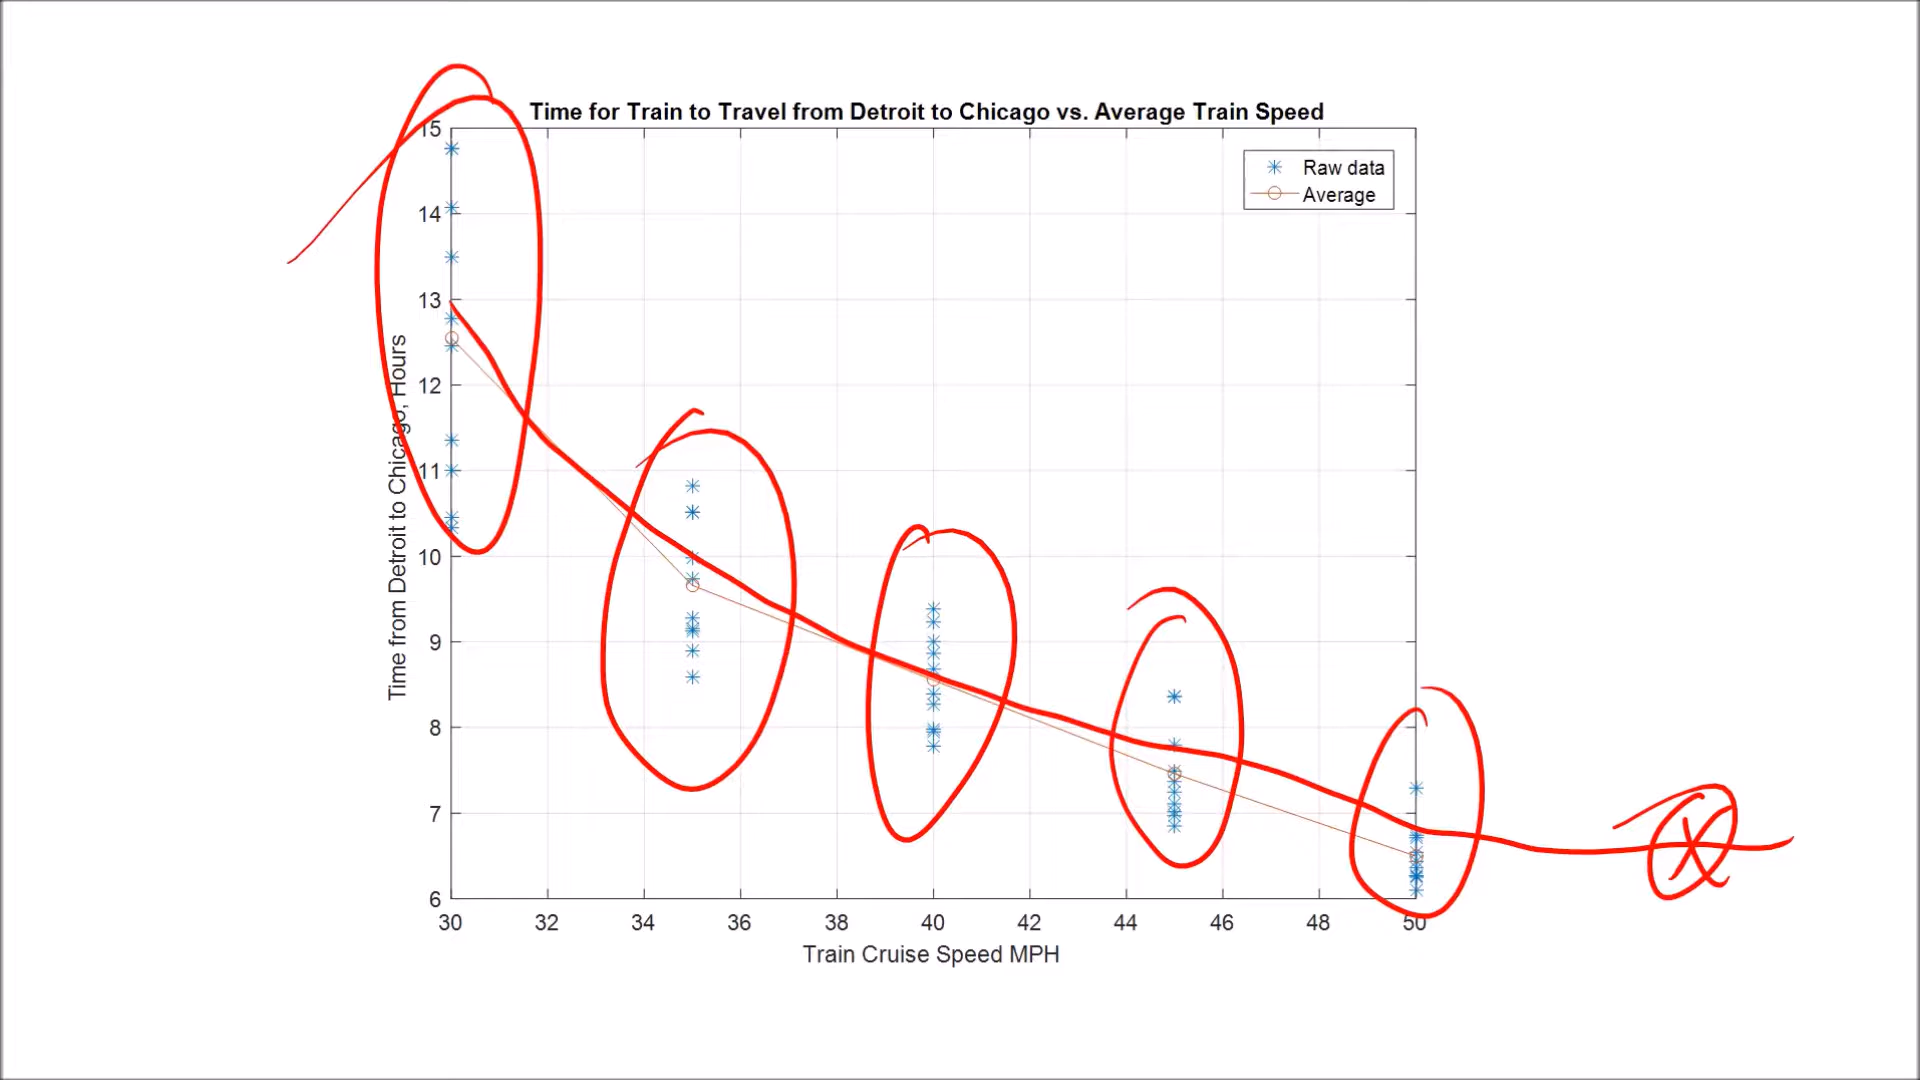 Time for Train to Travel from Detroit to Chicago vs. Average Train Speed
Raw data
Average
15
14
13
12
11
10
9
8
7
6
Time from Detroit to Chicago, Hours
30 32 34 36 38 40 42 44 46 48 50
Train Cruise Speed MPH